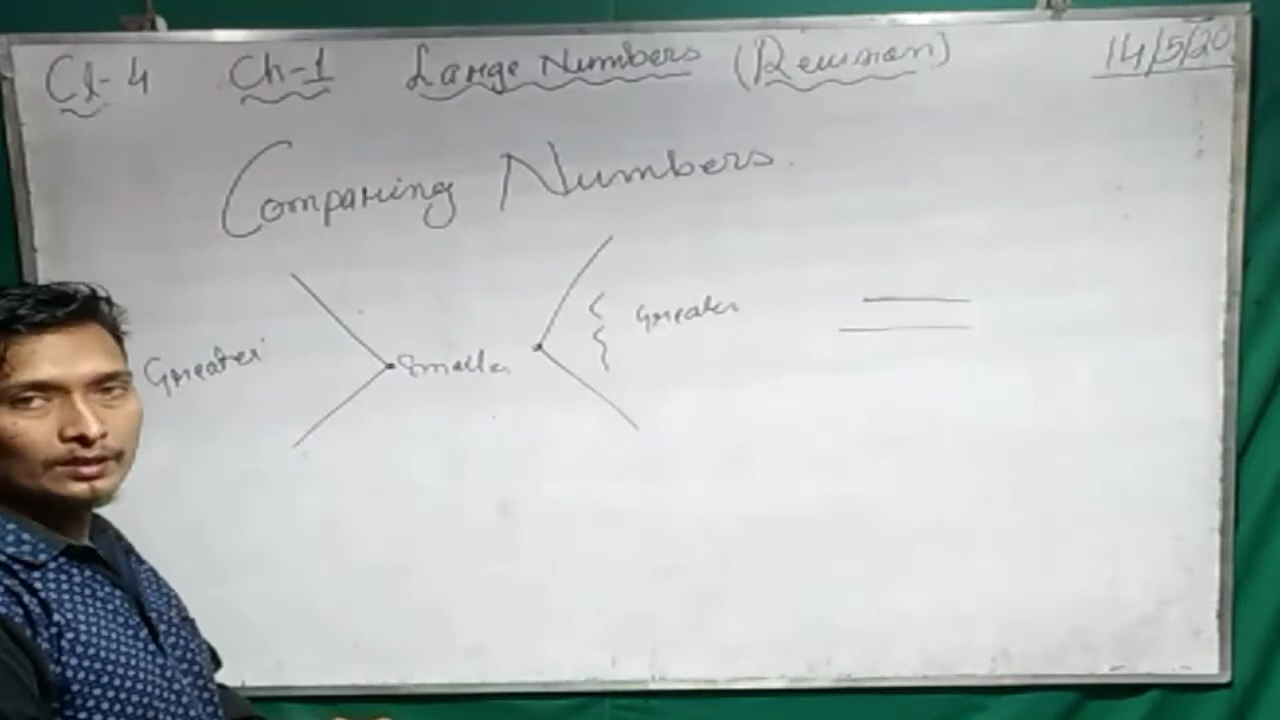 Cl-4 Ch-1 Large Numbers (Revision) 14/5/20
Comparing Numbers.
Greater > Smaller < Greater =